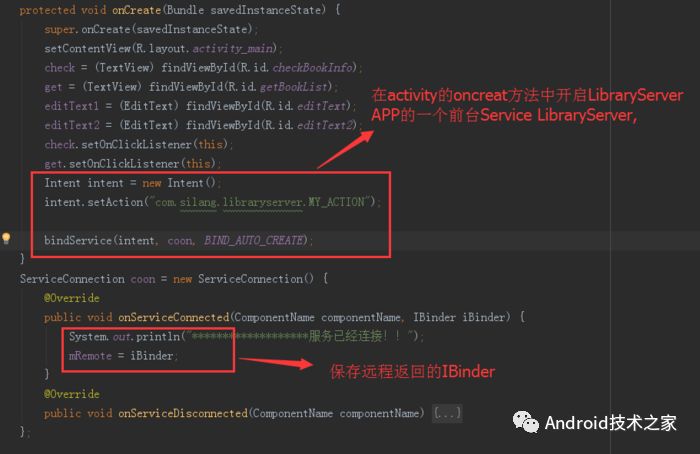 protected void onCreate(Bundle savedInstanceState) {
super.onCreate(savedInstanceState);
setContentView(R.layout.activity_main);
check = (TextView) findViewById(R.id.checkBookInfo);
get = (TextView) findViewById(R.id.getBookList);
editText1 = (EditText) findViewById(R.id.editText);
editText2 = (EditText) findViewById(R.id.editText2);
check.setOnClickListener(this);
get.setOnClickListener(this);
Intent intent = new Intent();
intent.setAction("com.silang.libraryserver.MY_ACTION");
bindService(intent, coon, BIND_AUTO_CREATE);
}
在activity的oncreat方法中开启LibraryServer
APP的一个前台Service LibraryServer,
ServiceConnection coon = new ServiceConnection() {
@Override
public void onServiceConnected(ComponentName componentName, IBinder iBinder) {
System.out.println("*******************服务已经连接！！");
mRemote = iBinder;
}
保存远程返回的IBinder
@Override
public void onServiceDisconnected(ComponentName componentName) {...}
};
Android技术之家